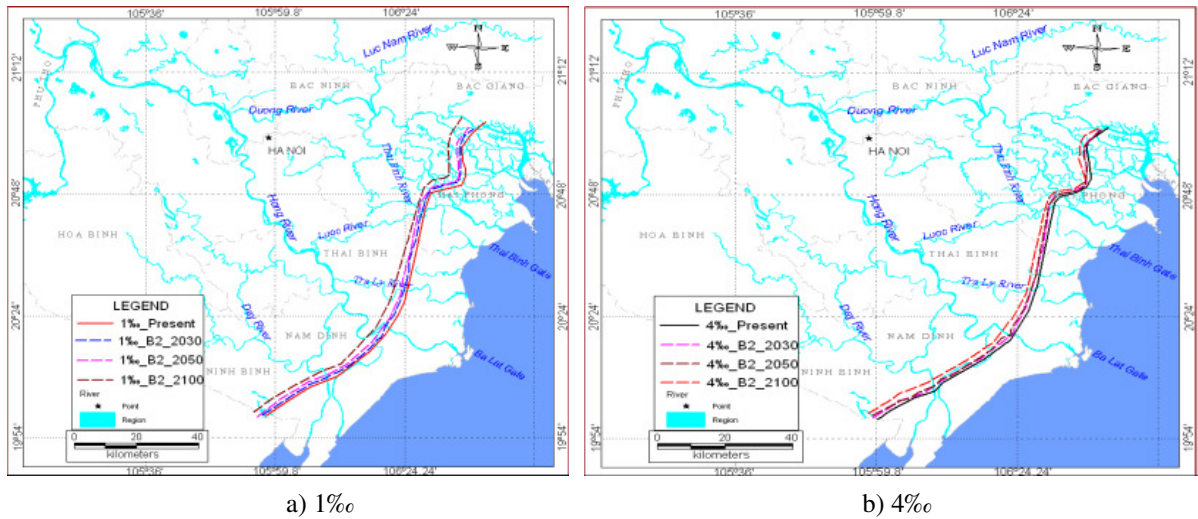 105°36' 105°59.8' 106°24'
N
W E
S
Luc Nam River
21°12'
PHU THO
BAC NINH
BAC GIANG
Duong River
HA NOI
Thai Binh River
20°48'
HAI PHONG
Hong River
HOA BINH
Luoc River
THAI BINH
Thai Binh Gate
Tra Ly River
20°24'
Day River
NAM DINH
Ba Lat Gate
NINH BINH
LEGEND
1‰_Present
1‰_B2_2030
1‰_B2_2050
1‰_B2_2100
River
Point
Region
0 20 40
kilometers
19°54'
105°36' 105°59.8' 106°24.24'
a) 1‰
105°36' 105°59.8' 106°24'
N
W E
S
Luc Nam River
21°12'
PHU THO
BAC NINH
BAC GIANG
Duong River
HA NOI
Thai Binh River
20°48'
PHONG
Hong River
HOA BINH
Luoc River
THAI BINH
Thai Binh Gate
Tra Ly River
20°24'
Day River
NAM DINH
Ba Lat Gate
NINH BINH
LEGEND
4‰_Present
4‰_B2_2030
4‰_B2_2050
4‰_B2_2100
River
Point
Region
0 20 40
kilometers
19°54'
105°36' 105°59.8' 106°24.24'
b) 4‰